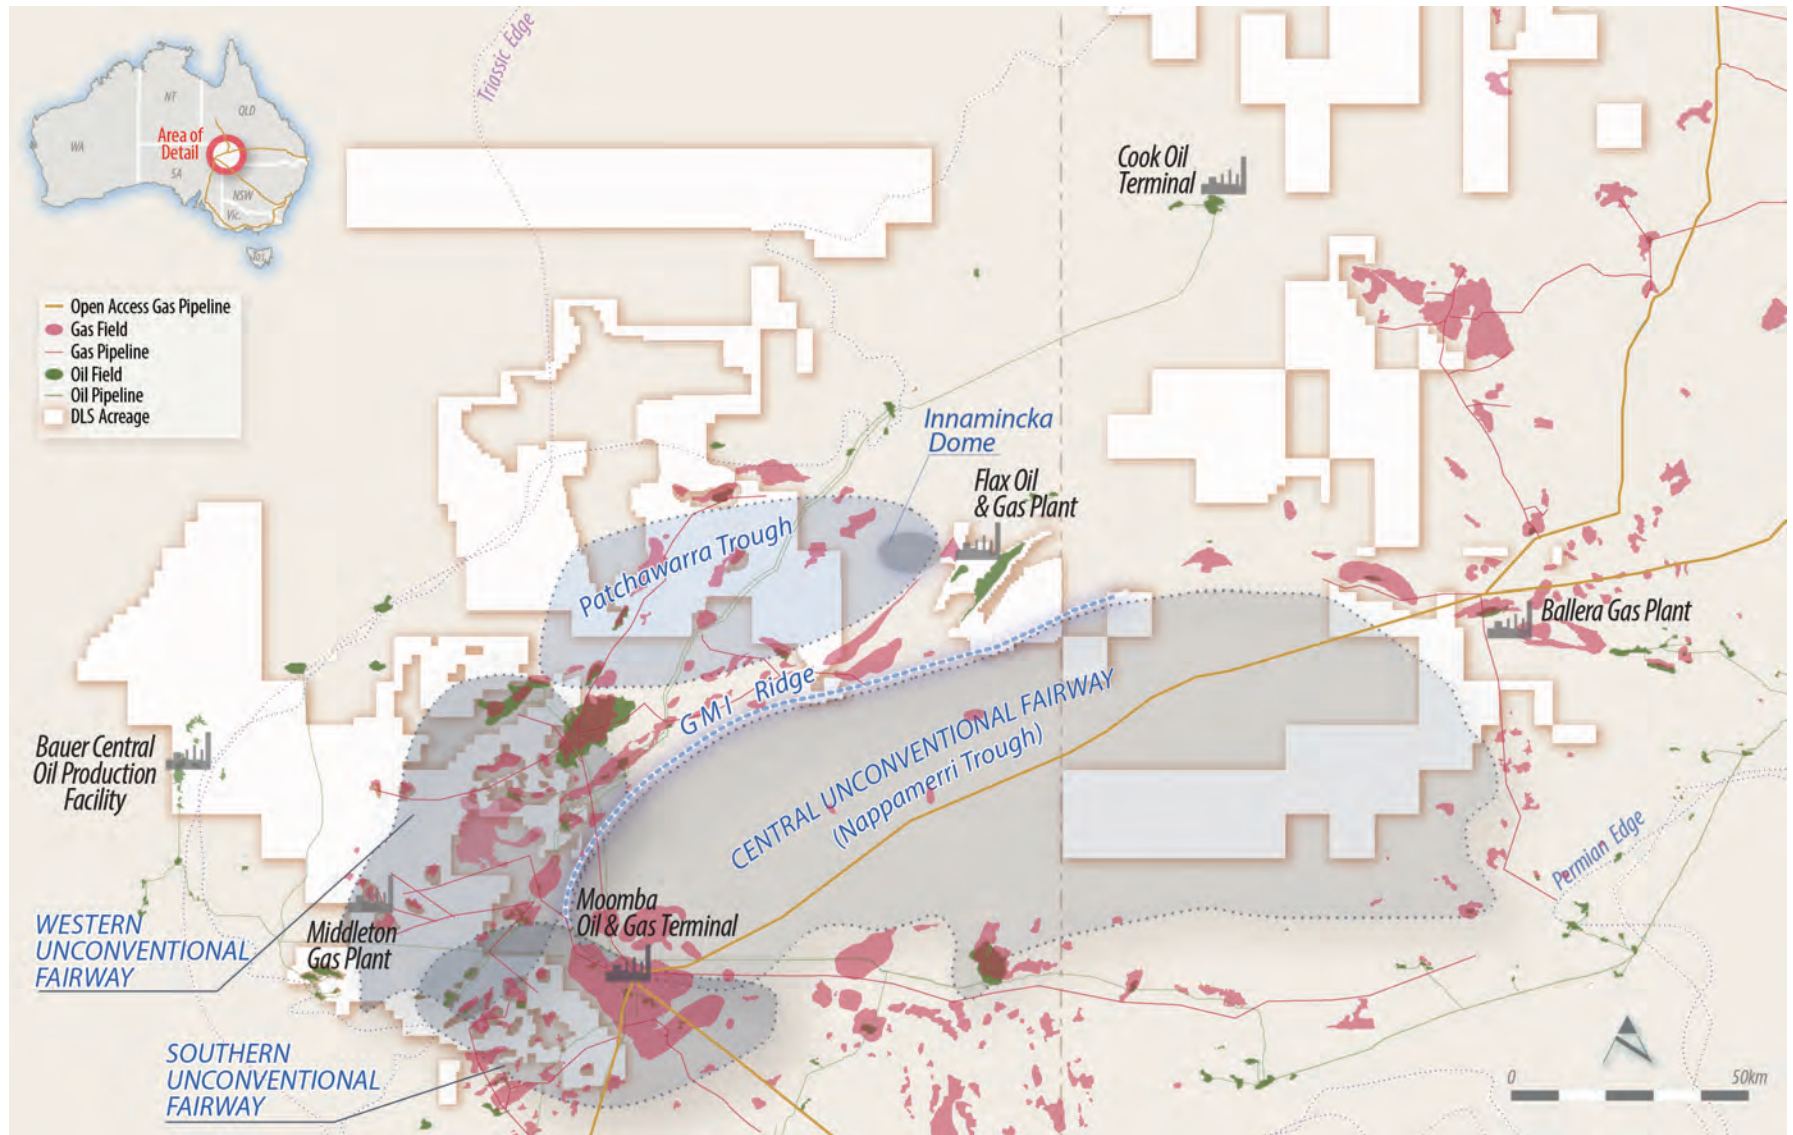 Triassic Edge
NT
QLD
WA
Area of
Detail
SA
NSW
Vic.
Tas.
Cook Oil
Terminal
Open Access Gas Pipeline
Gas Field
Gas Pipeline
Oil Field
Oil Pipeline
DLS Acreage
Innamincka
Dome
Flax Oil
& Gas Plant
Patchawarra Trough
Ballera Gas Plant
GMI Ridge
CENTRAL UNCONVENTIONAL FAIRWAY
(Nappamerri Trough)
Bauer Central
Oil Production
Facility
Permian Edge
Moomba
Oil & Gas Terminal
WESTERN
UNCONVENTIONAL
FAIRWAY
Middleton
Gas Plant
SOUTHERN
UNCONVENTIONAL
FAIRWAY
0
50km